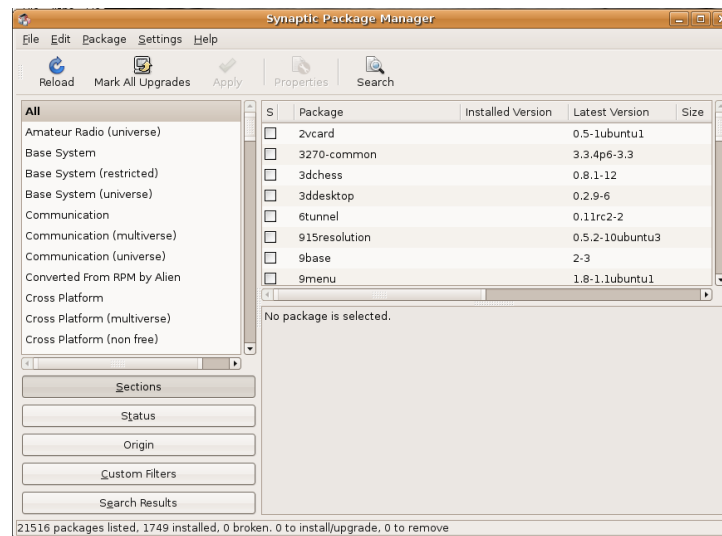 Synaptic Package Manager
File Edit Package Settings Help
Reload Mark All Upgrades Apply Properties Search
All
Amateur Radio (universe)
Base System
Base System (restricted)
Base System (universe)
Communication
Communication (multiverse)
Communication (universe)
Converted From RPM by Alien
Cross Platform
Cross Platform (multiverse)
Cross Platform (non free)
Sections
Status
Origin
Custom Filters
Search Results
S Package Installed Version Latest Version Size
2vcard 0.5-1ubuntu1
3270-common 3.3.4p6-3.3
3dchess 0.8.1-12
3ddesktop 0.2.9-6
6tunnel 0.11rc2-2
915resolution 0.5.2-10ubuntu3
9base 2-3
9menu 1.8-1.1ubuntu1
No package is selected.
21516 packages listed, 1749 installed, 0 broken. 0 to install/upgrade, 0 to remove